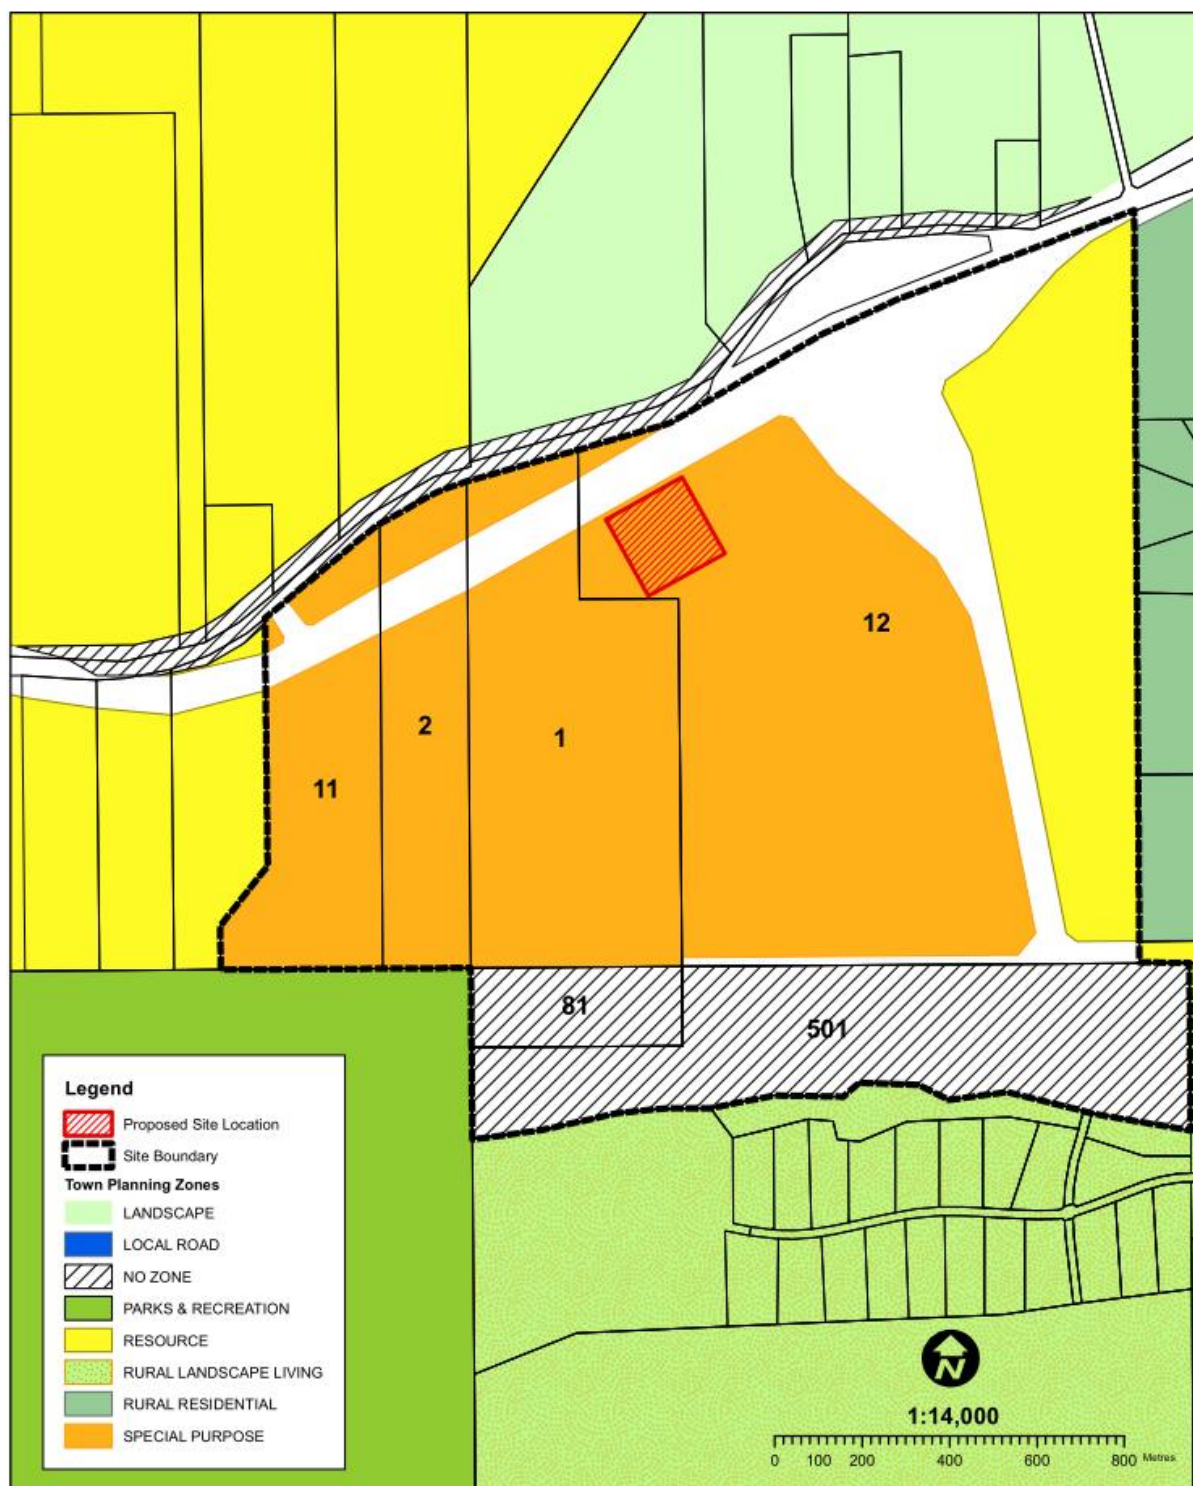 12
2
1
11
81
501
Legend
Proposed Site Location
Site Boundary
Town Planning Zones
LANDSCAPE
LOCAL ROAD
NO ZONE
PARKS & RECREATION
RESOURCE
RURAL LANDSCAPE LIVING
RURAL RESIDENTIAL
SPECIAL PURPOSE
N
1:14,000
0 100 200 400 600 800 Metres